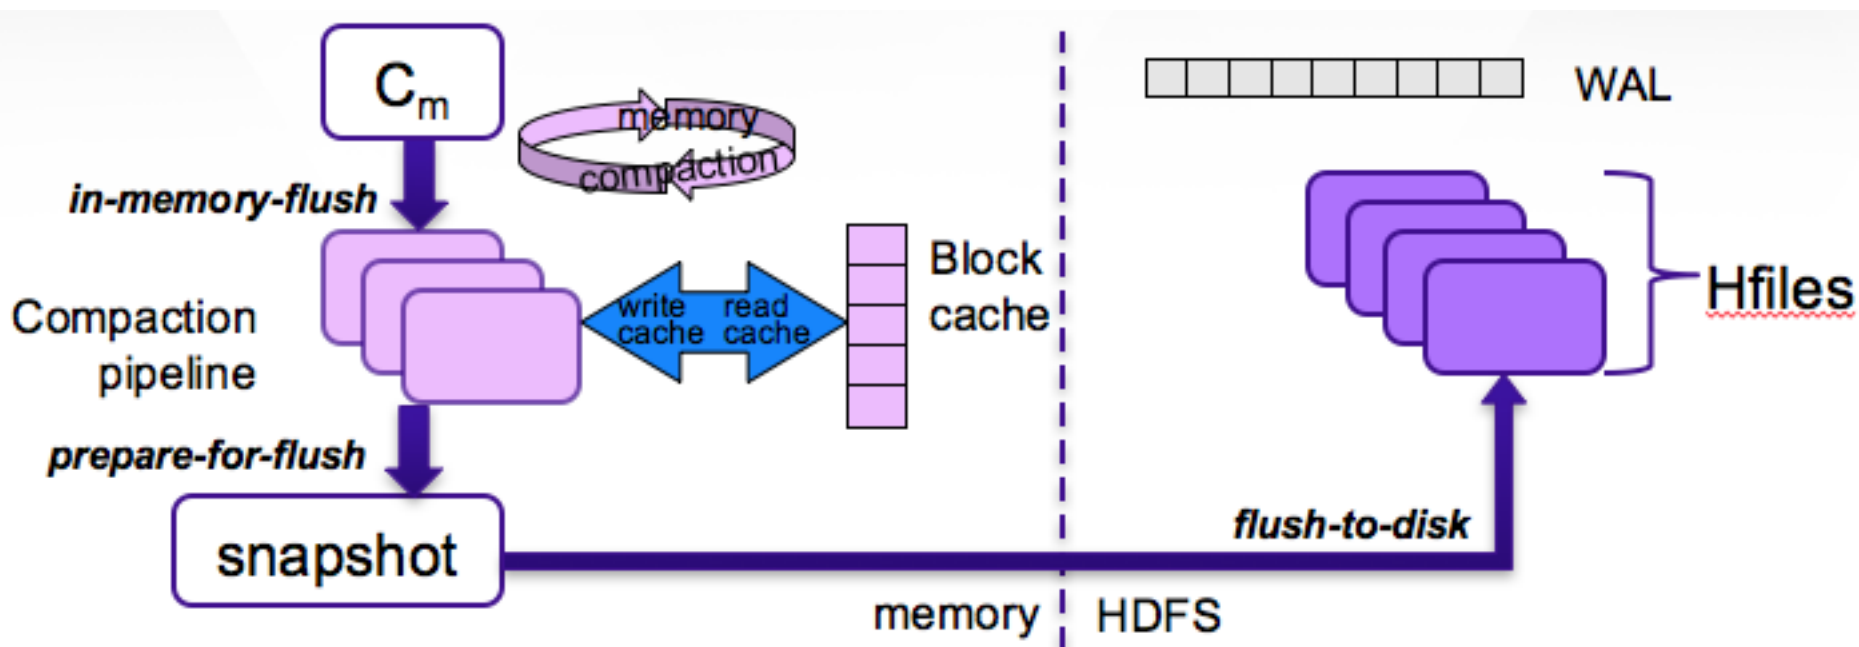 Cm
memory
compaction
WAL
in-memory-flush
Compaction
pipeline
write
cache
read
cache
Block
cache
Hfiles
prepare-for-flush
snapshot
flush-to-disk
memory
HDFS